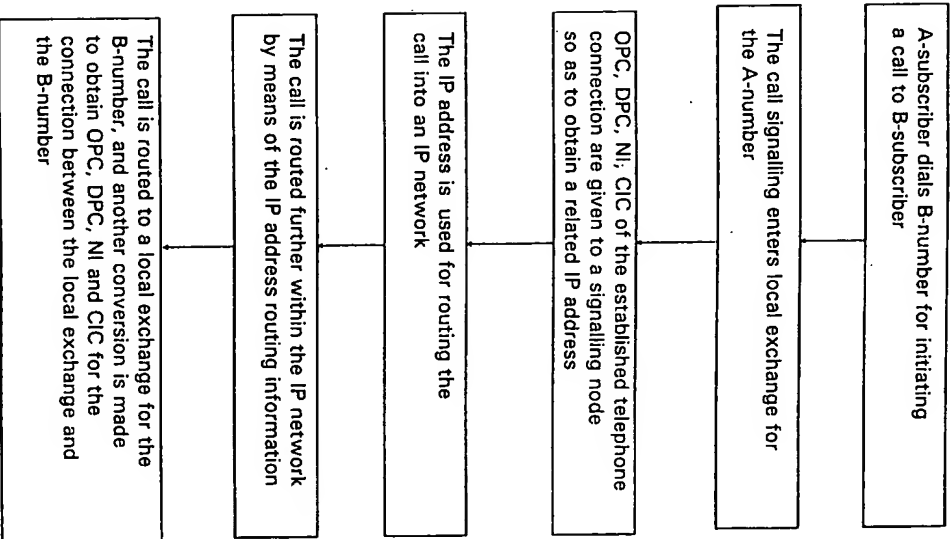 A-subscriber dials B-number for initiating
a call to B-subscriber
The call signalling enters local exchange for
the A-number
OPC, DPC, NI; CIC of the established telephone
connection are given to a signalling node
so as to obtain a related IP address
The IP address is used for routing the
call into an IP network
The call is routed further within the IP network
by means of the IP address routing information
The call is routed to a local exchange for the
B-number, and another conversion is made
to obtain OPC, DPC, NI and CIC for the
connection between the local exchange and
the B-number